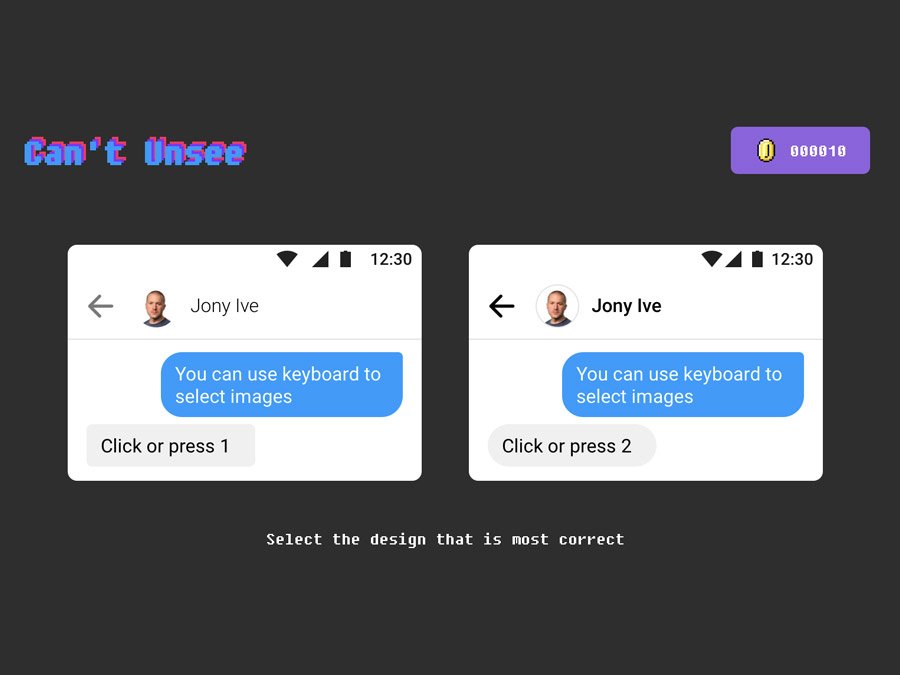 Can't Unsee
000010
12:30
Jony Ive
You can use keyboard to
select images
Click or press 1
12:30
Jony Ive
You can use keyboard to
select images
Click or press 2
Select the design that is most correct